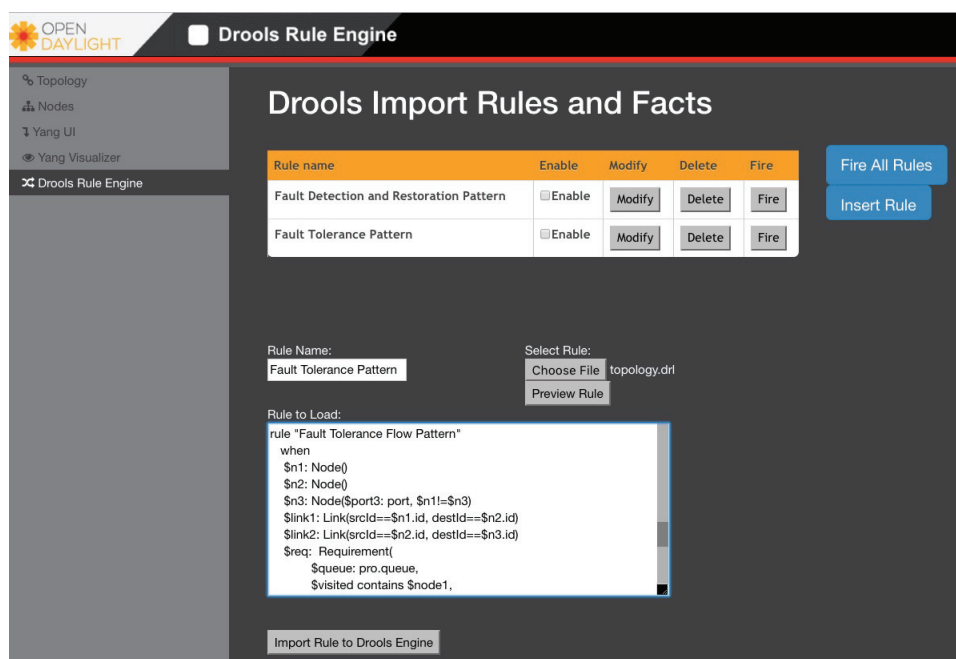 OPEN
DAYLIGHT
Drools Rule Engine
Topology
Nodes
Yang UI
Yang Visualizer
Drools Rule Engine
Drools Import Rules and Facts
Rule name Enable Modify Delete Fire
Fault Detection and Restoration Pattern Enable Modify Delete Fire
Fault Tolerance Pattern Enable Modify Delete Fire
Fire All Rules
Insert Rule
Rule Name:
Fault Tolerance Pattern
Select Rule:
Choose File topology.drl
Preview Rule
Rule to Load:
rule "Fault Tolerance Flow Pattern"
when
$n1: Node()
$n2: Node()
$n3: Node($port3: port, $n1!=$n3)
$link1: Link(srcId==$n1.id, destId==$n2.id)
$link2: Link(srcId==$n2.id, destId==$n3.id)
$req: Requirement(
$queue: pro.queue,
$visited contains $node1,
Import Rule to Drools Engine